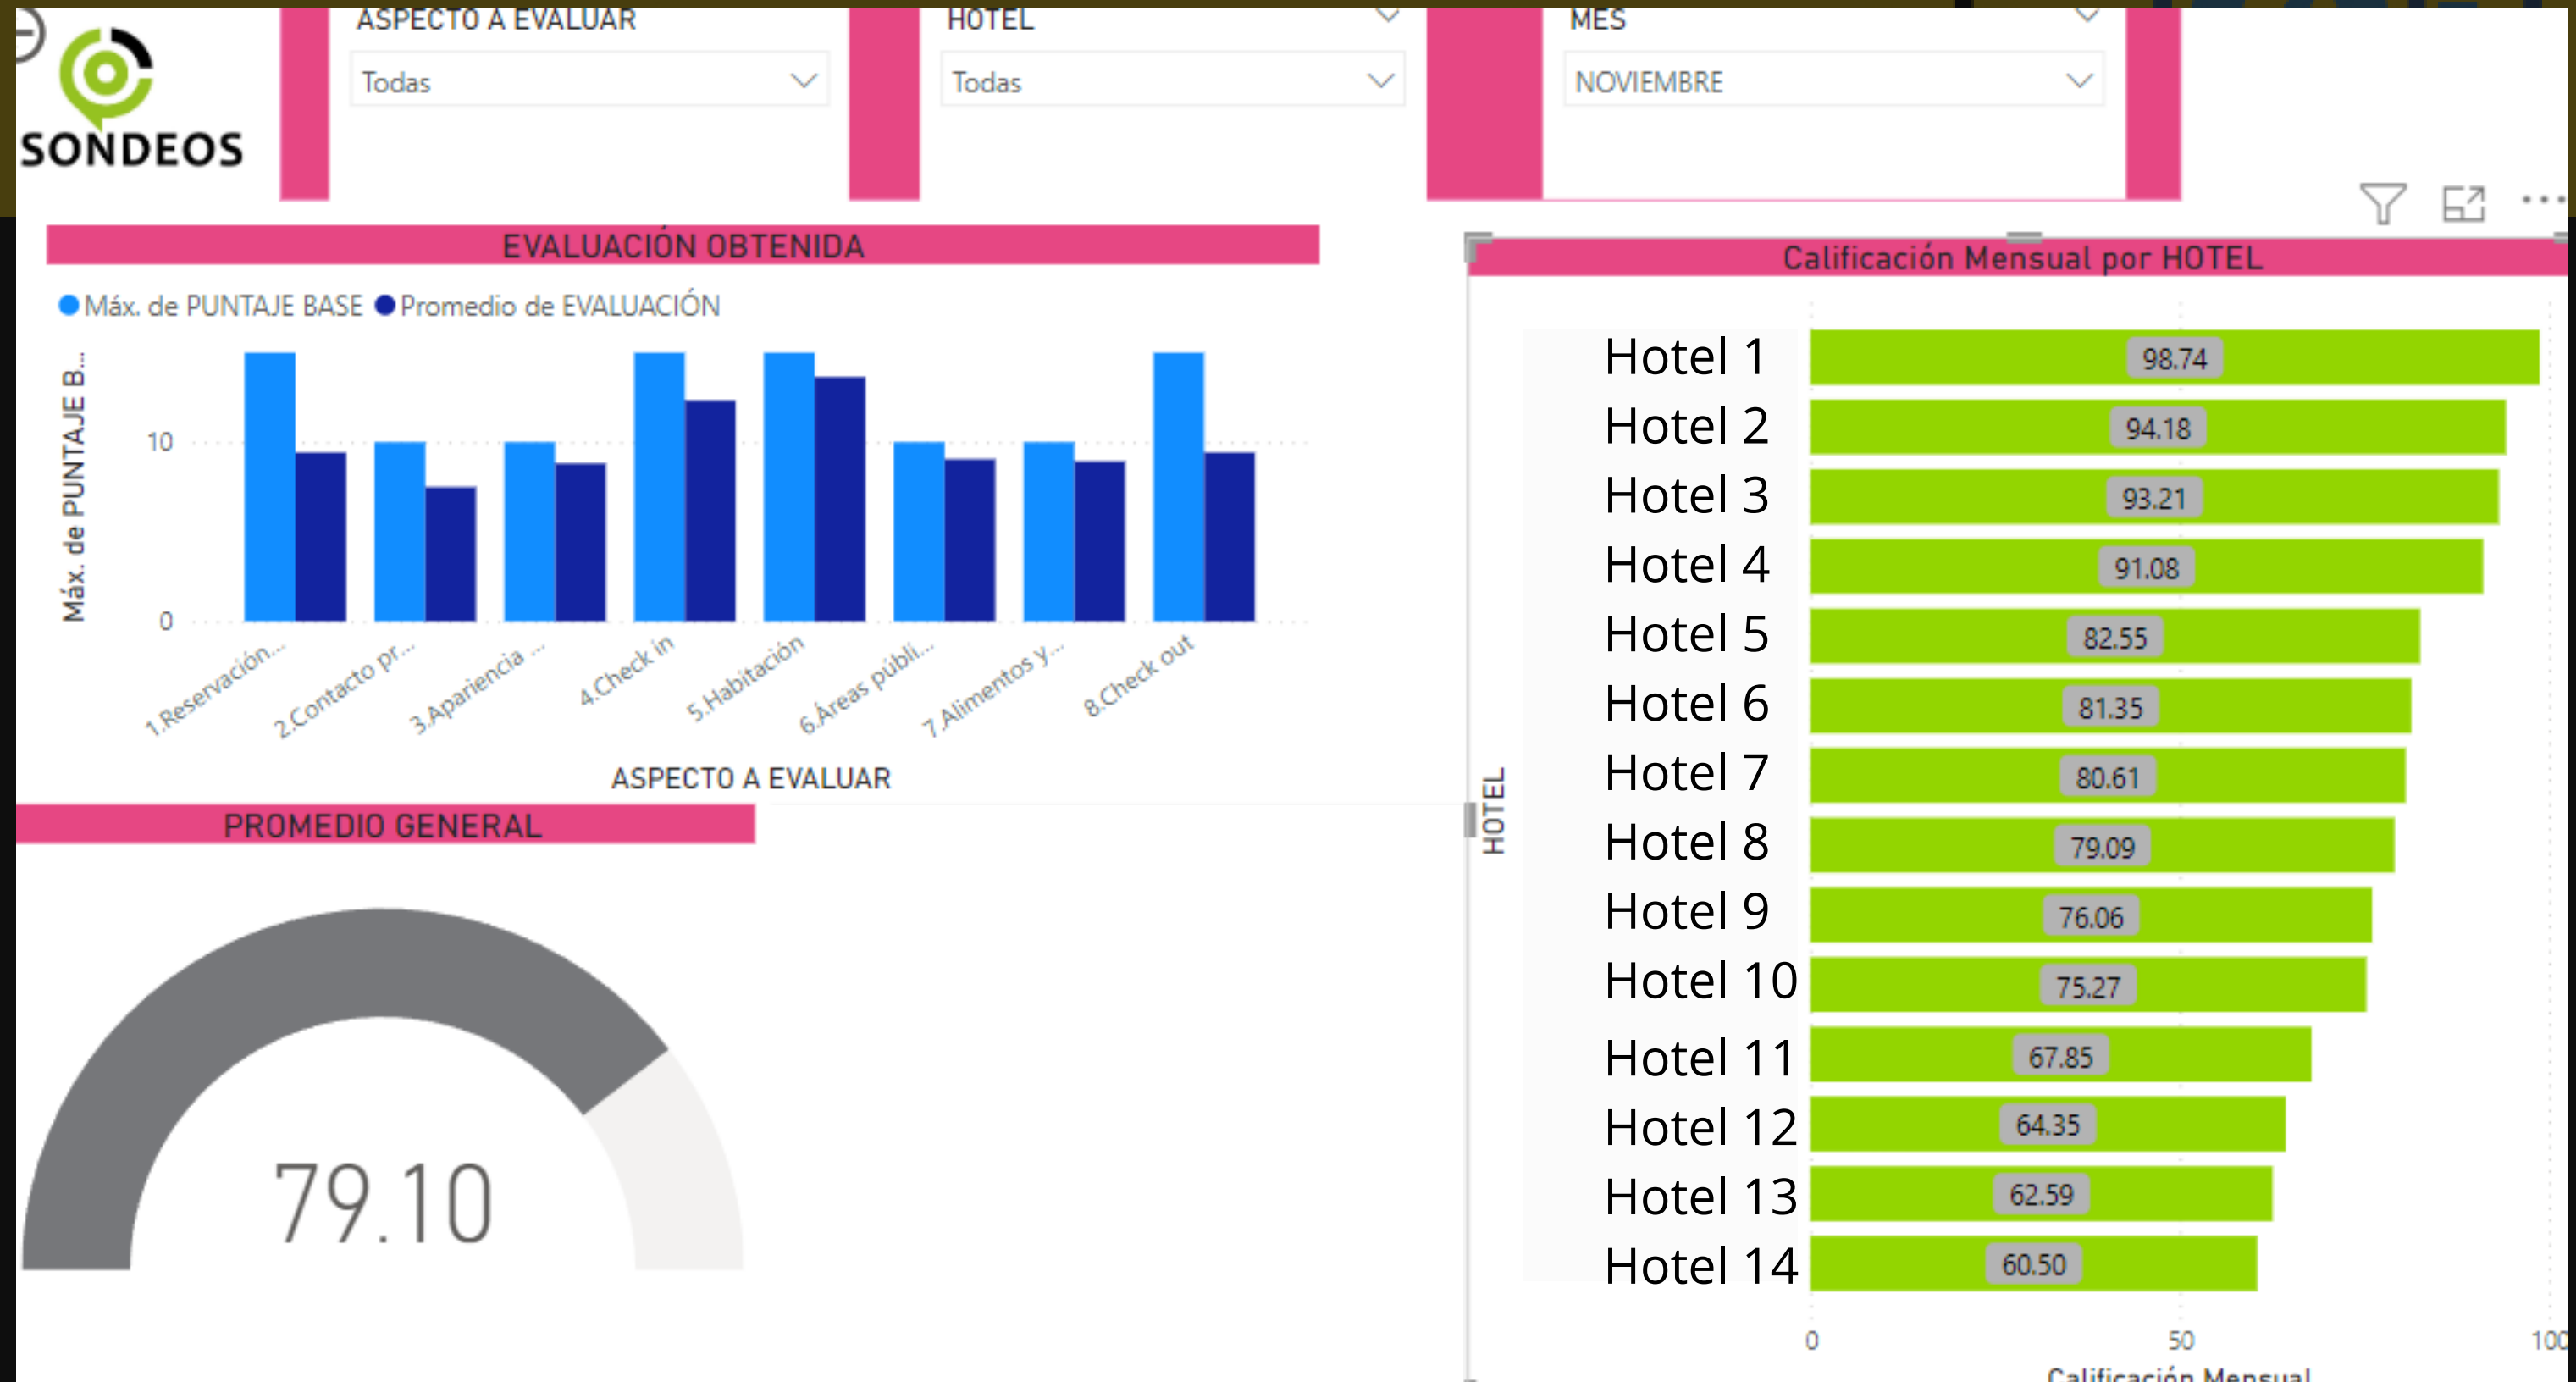 SONDEOS
ASPECTO A EVALUAR
Todas
HOTEL
Todas
MES
NOVIEMBRE
EVALUACIÓN OBTENIDA
Máx. de PUNTAJE BASE Promedio de EVALUACIÓN
Máx. de PUNTAJE B...
10
0
1.Reservación...
2.Contacto pr...
3.Apariencia ...
4.Check in
5.Habitación
6.Áreas públi...
7.Alimentos y...
8.Check out
ASPECTO A EVALUAR
PROMEDIO GENERAL
79.10
Calificación Mensual por HOTEL
HOTEL
Hotel 1 98.74
Hotel 2 94.18
Hotel 3 93.21
Hotel 4 91.08
Hotel 5 82.55
Hotel 6 81.35
Hotel 7 80.61
Hotel 8 79.09
Hotel 9 76.06
Hotel 10 75.27
Hotel 11 67.85
Hotel 12 64.35
Hotel 13 62.59
Hotel 14 60.50
0 50 100
Calificación Mensual